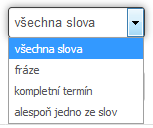 všechna slova
všechna slova
fráze
kompletní termín
alespoň jedno ze slov